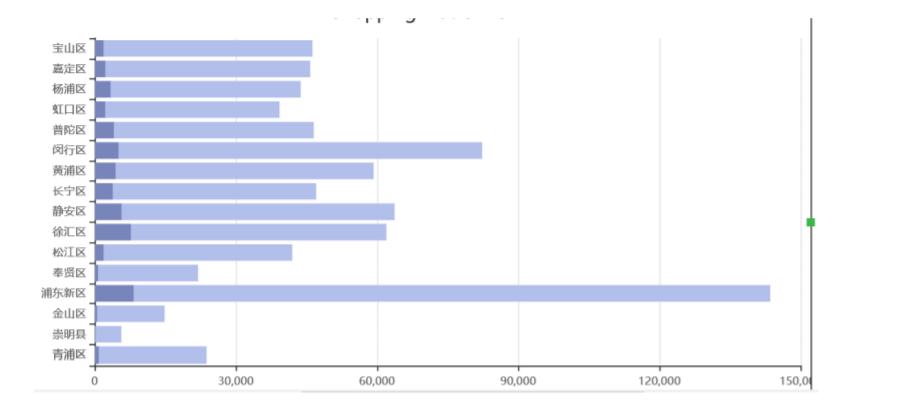 宝山区
嘉定区
杨浦区
虹口区
普陀区
闵行区
黄浦区
长宁区
静安区
徐汇区
松江区
奉贤区
浦东新区
金山区
崇明县
青浦区
0 30,000 60,000 90,000 120,000